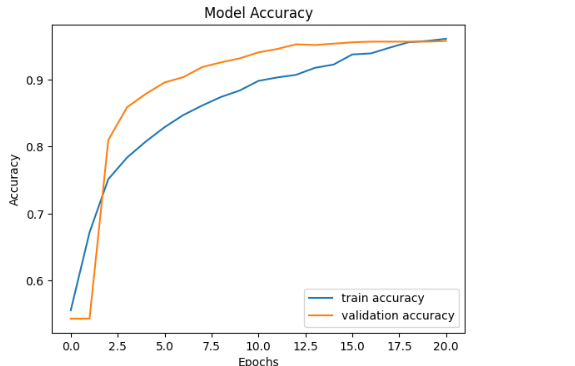 Model Accuracy
Accuracy
0.9
0.8
0.7
0.6
train accuracy
validation accuracy
0.0 2.5 5.0 7.5 10.0 12.5 15.0 17.5 20.0
Epochs